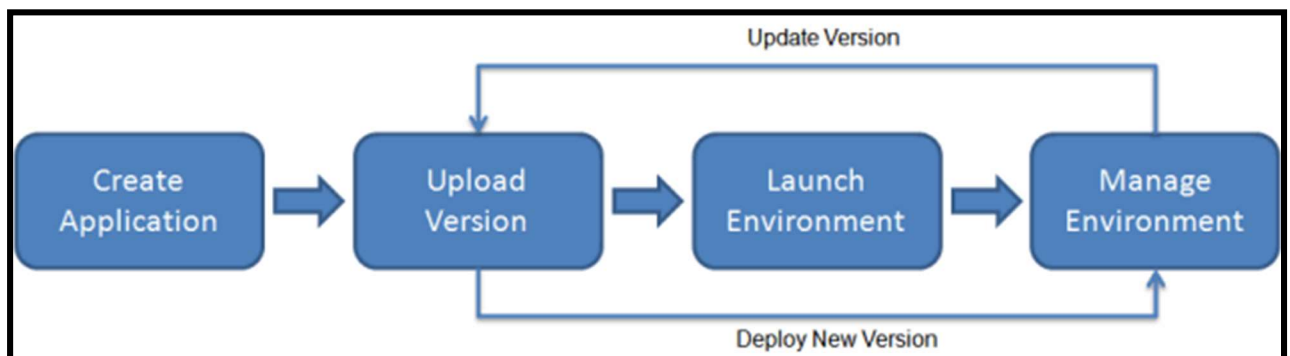 Update Version
Create
Application
Upload
Version
Launch
Environment
Manage
Environment
Deploy New Version